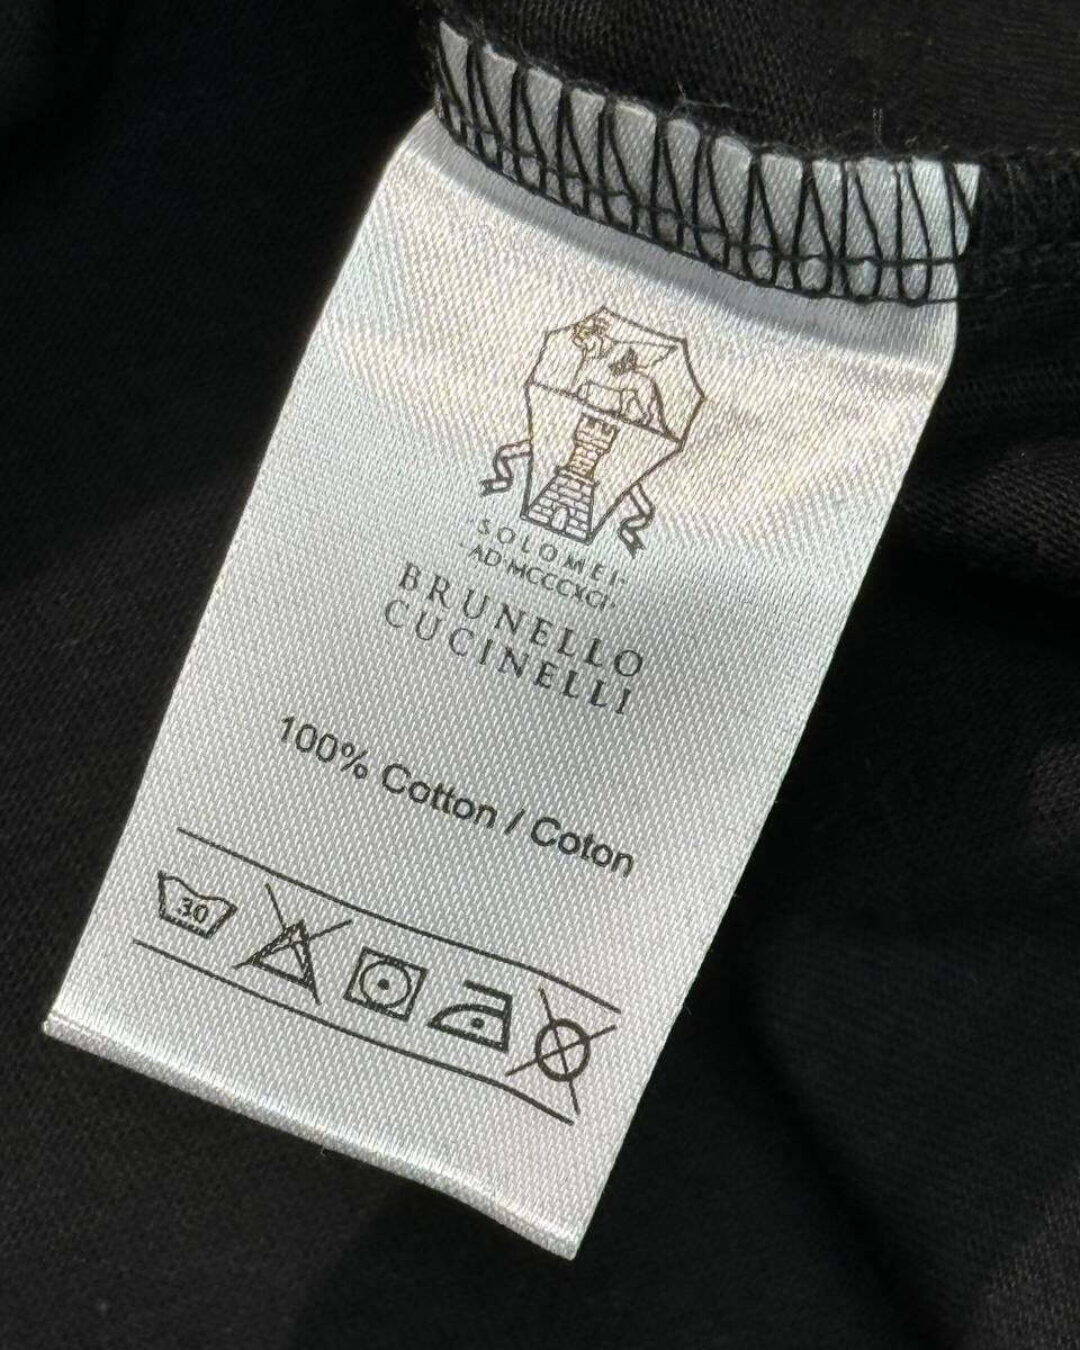 "SOLOMEI"
AD·MCCCXCI"
BRUNELLO
CUCINELLI
100% Cotton / Coton
30